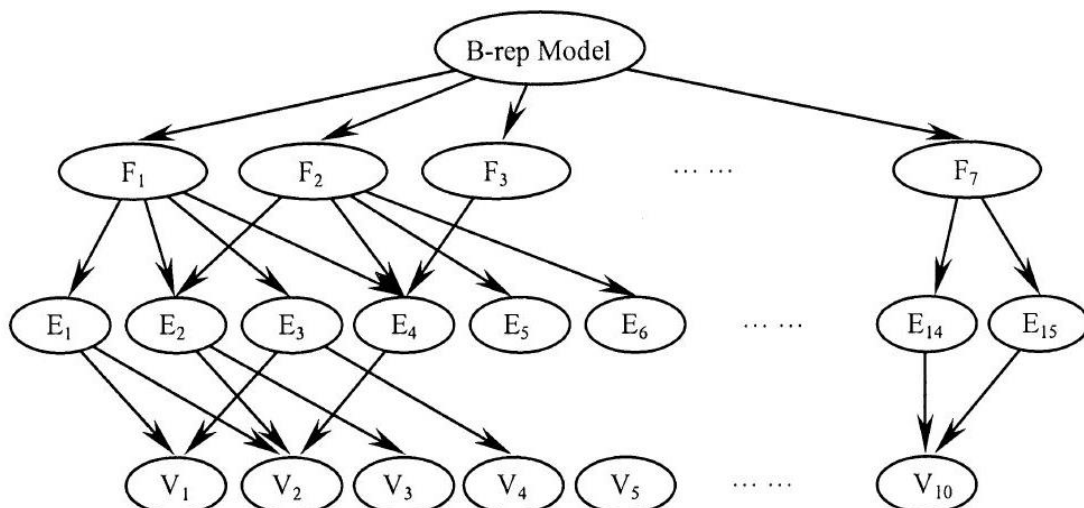 B-rep Model
F₁ F₂ F₃ ... ... F₇
E₁ E₂ E₃ E₄ E₅ E₆ ... ... E₁₄ E₁₅
V₁ V₂ V₃ V₄ V₅ ... ... V₁₀